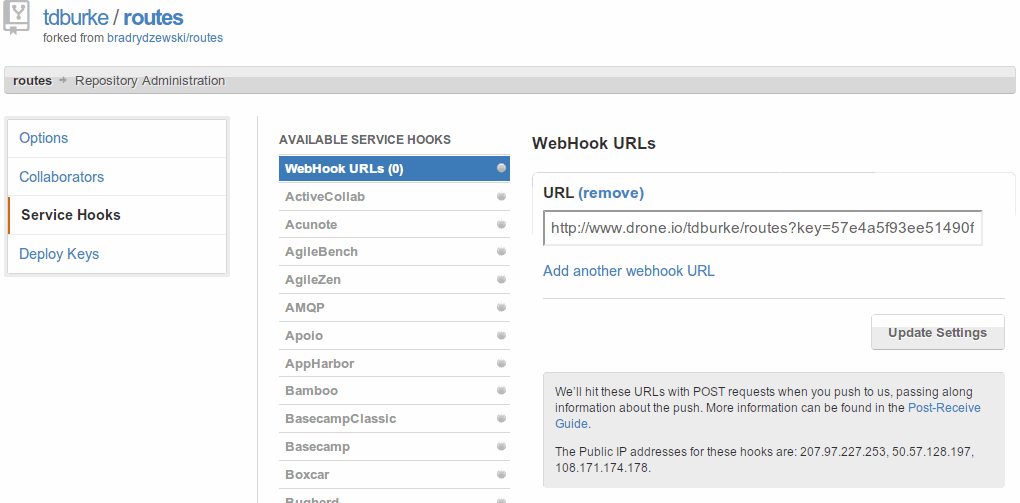 tdburke / routes
forked from bradrydzewski/routes
routes → Repository Administration
Options
Collaborators
Service Hooks
Deploy Keys
AVAILABLE SERVICE HOOKS
WebHook URLs (0)
ActiveCollab
Acunote
AgileBench
AgileZen
AMQP
Apoio
AppHarbor
Bamboo
BasecampClassic
Basecamp
Boxcar
Bugherd
WebHook URLs
URL (remove)
http://www.drone.io/tdburke/routes?key=57e4a5f93ee51490f
Add another webhook URL
Update Settings
We'll hit these URLs with POST requests when you push to us, passing along
information about the push. More information can be found in the Post-Receive
Guide.
The Public IP addresses for these hooks are: 207.97.227.253, 50.57.128.197,
108.171.174.178.